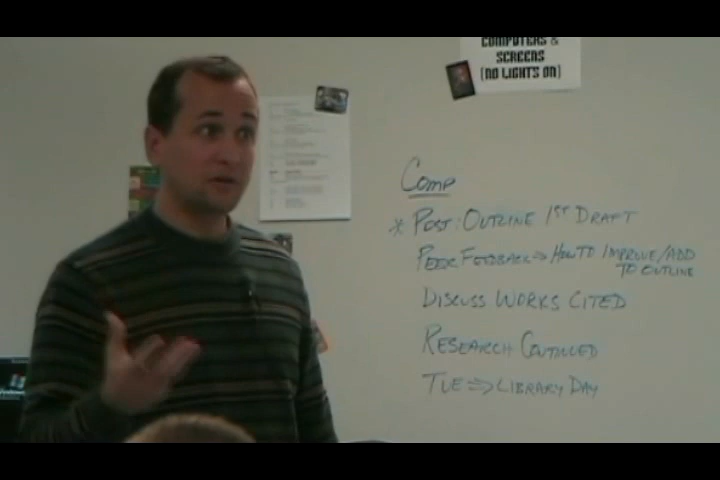 COMPUTERS &
SCREENS
(NO LIGHTS ON)
COMP
* POST: OUTLINE 1ST DRAFT
PEER FEEDBACK ⇒ HOW TO IMPROVE/ADD
TO OUTLINE
DISCUSS WORKS CITED
RESEARCH CONTINUED
TUE ⇒ LIBRARY DAY